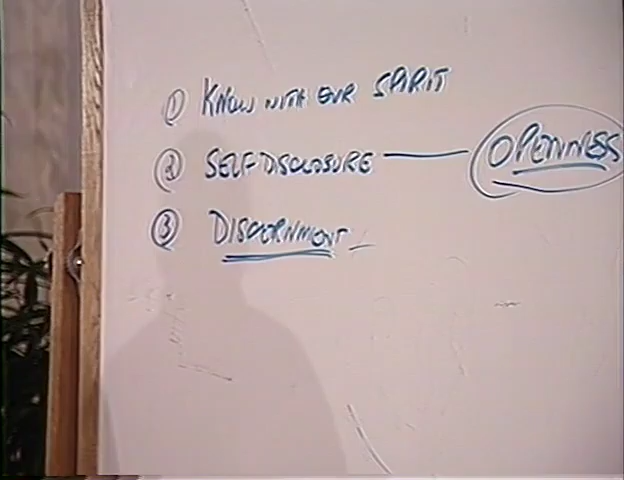 ① KNOW WITH OUR SPIRIT
② SELF DISCLOSURE — OPENNESS
③ DISCERNMENT